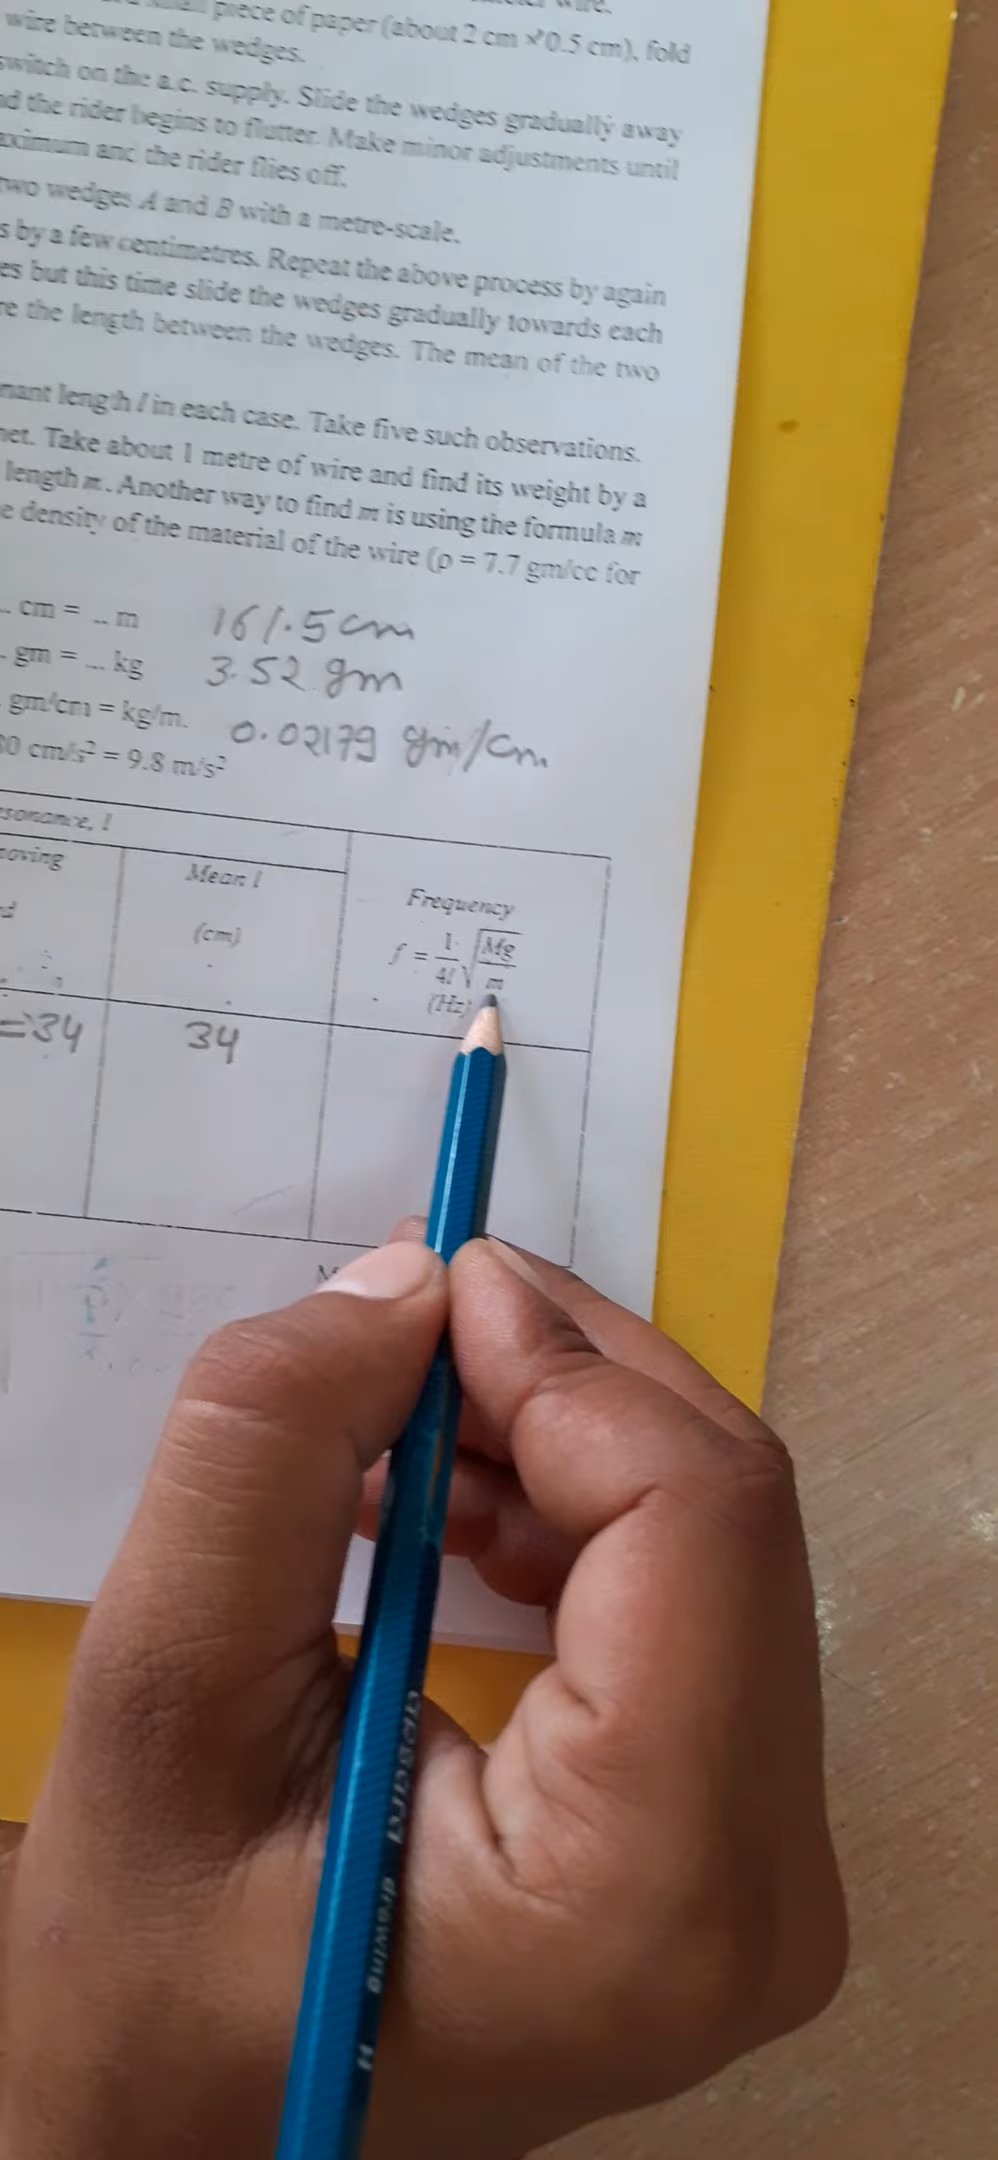 piece of paper (about 2 cm × 0.5 cm), fold
wire between the wedges.
switch on the a.c. supply. Slide the wedges gradually away
the rider begins to flutter. Make minor adjustments until
and the rider flies off.
two wedges A and B with a metre-scale.
s by a few centimetres. Repeat the above process by again
es but this time slide the wedges gradually towards each
re the length between the wedges. The mean of the two
nant length l in each case. Take five such observations.
net. Take about 1 metre of wire and find its weight by a
length m. Another way to find m is using the formula m
e density of the material of the wire (ρ = 7.7 gm/cc for
.. cm = .. m 161.5 cm
. gm = ... kg 3.52 gm
gm/cm = kg/m. 0.02179 gm/cm
80 cm/s² = 9.8 m/s²
sonance, l
oving
Mean l
(cm)
Frequency
f = 1/4l √Mg/m
(Hz)
=34 34
drawing H